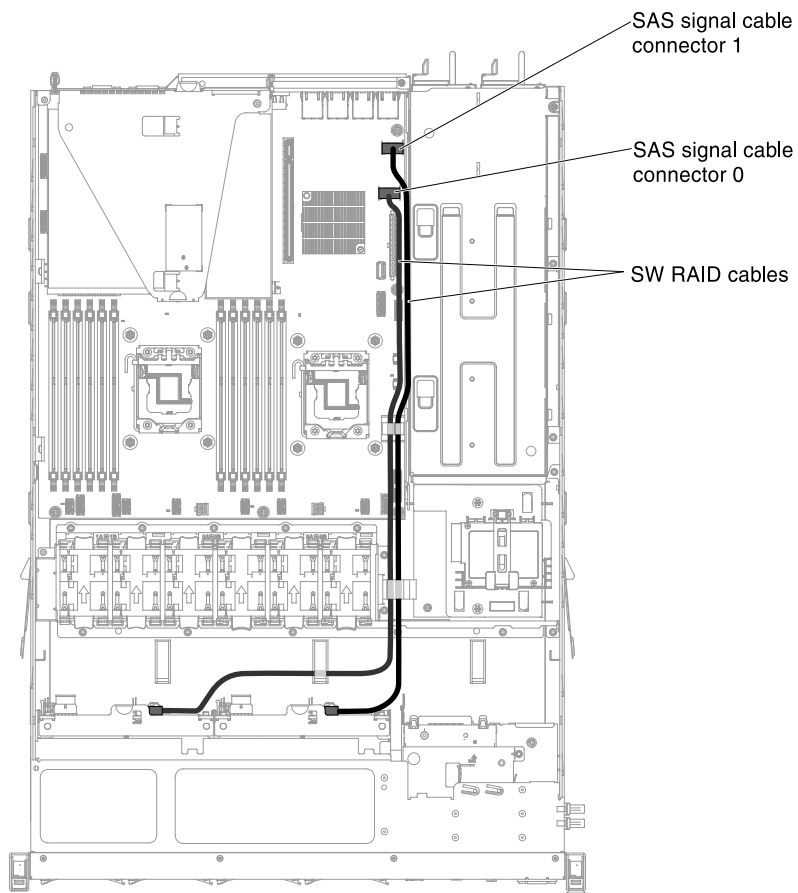 SAS signal cable
connector 1
SAS signal cable
connector 0
SW RAID cables